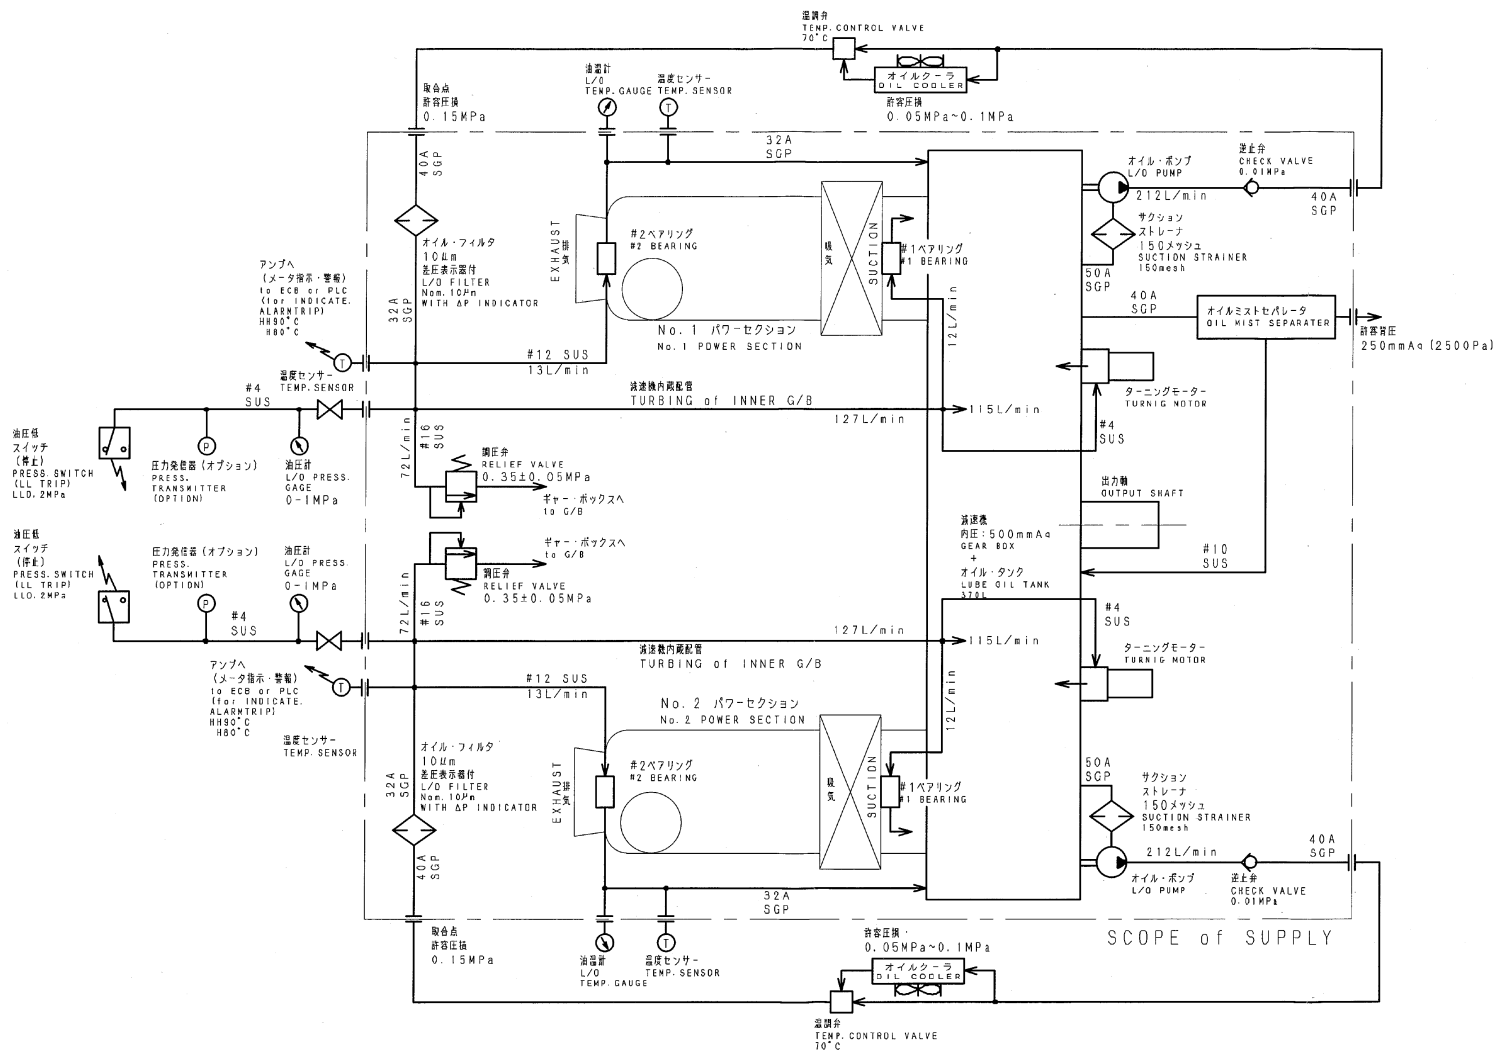 温調弁
TEMP. CONTROL VALVE
70°C
オイルクーラ
OIL COOLER
許容圧損
0.05MPa~0.1MPa
取合点
許容圧損
0.15MPa
油温計
L/O
TEMP. GAUGE
温度センサー
TEMP. SENSOR
T
40A
SGP
32A
SGP
オイル・ポンプ
L/O PUMP
212L/min
逆止弁
CHECK VALVE
0.01MPa
40A
SGP
サクション
ストレーナ
150メッシュ
SUCTION STRAINER
150mesh
50A
SGP
40A
SGP
オイルミストセパレータ
OIL MIST SEPARATER
許容背圧
250mmAq(2500Pa)
EXHAUST
排気
#2ベアリング
#2 BEARING
吸気
SUCTION
#1ベアリング
#1 BEARING
オイル・フィルタ
10μm
差圧表示器付
L/O FILTER
Nom. 10μm
WITH ΔP INDICATOR
32A
SGP
No. 1 パワーセクション
No. 1 POWER SECTION
12L/min
アンプへ
(メータ指示・警報)
to ECB or PLC
(for INDICATE.
ALARMTRIP)
HH90°C
H80°C
T
温度センサー
TEMP. SENSOR
#12 SUS
13L/min
減速機内蔵配管
TURBING of INNER G/B
127L/min
115L/min
ターニングモーター
TURNIG MOTOR
#4
SUS
#4
SUS
油圧低
スイッチ
(停止)
PRESS. SWITCH
(LL TRIP)
LL0.2MPa
P
圧力発信器(オプション)
PRESS.
TRANSMITTER
(OPTION)
油圧計
L/O PRESS.
GAGE
0-1MPa
72L/min
#16
SUS
調圧弁
RELIEF VALVE
0.35±0.05MPa
ギャー・ボックスへ
to G/B
出力軸
OUTPUT SHAFT
減速機
内圧:500mmAq
GEAR BOX
+
オイル・タンク
LUBE OIL TANK
370L
#10
SUS
油圧低
スイッチ
(停止)
PRESS. SWITCH
(LL TRIP)
LL0.2MPa
圧力発信器(オプション)
PRESS.
TRANSMITTER
(OPTION)
P
油圧計
L/O PRESS.
GAGE
0-1MPa
#4
SUS
72L/min
#16
SUS
ギャー・ボックスへ
to G/B
調圧弁
RELIEF VALVE
0.35±0.05MPa
127L/min
115L/min
減速機内蔵配管
TURBING of INNER G/B
#4
SUS
ターニングモーター
TURNIG MOTOR
アンプへ
(メータ指示・警報)
to ECB or PLC
(for INDICATE.
ALARMTRIP)
HH90°C
H80°C
T
温度センサー
TEMP. SENSOR
#12 SUS
13L/min
No. 2 パワーセクション
No. 2 POWER SECTION
12L/min
オイル・フィルタ
10μm
差圧表示器付
L/O FILTER
Nom. 10μm
WITH ΔP INDICATOR
32A
SGP
40A
SGP
EXHAUST
排気
#2ベアリング
#2 BEARING
吸気
SUCTION
#1ベアリング
#1 BEARING
50A
SGP
サクション
ストレーナ
150メッシュ
SUCTION STRAINER
150mesh
212L/min
40A
SGP
オイル・ポンプ
L/O PUMP
逆止弁
CHECK VALVE
0.01MPa
32A
SGP
取合点
許容圧損
0.15MPa
油温計
L/O
TEMP. GAUGE
T
温度センサー
TEMP. SENSOR
許容圧損
0.05MPa~0.1MPa
オイルクーラ
OIL COOLER
温調弁
TEMP. CONTROL VALVE
70°C
SCOPE of SUPPLY